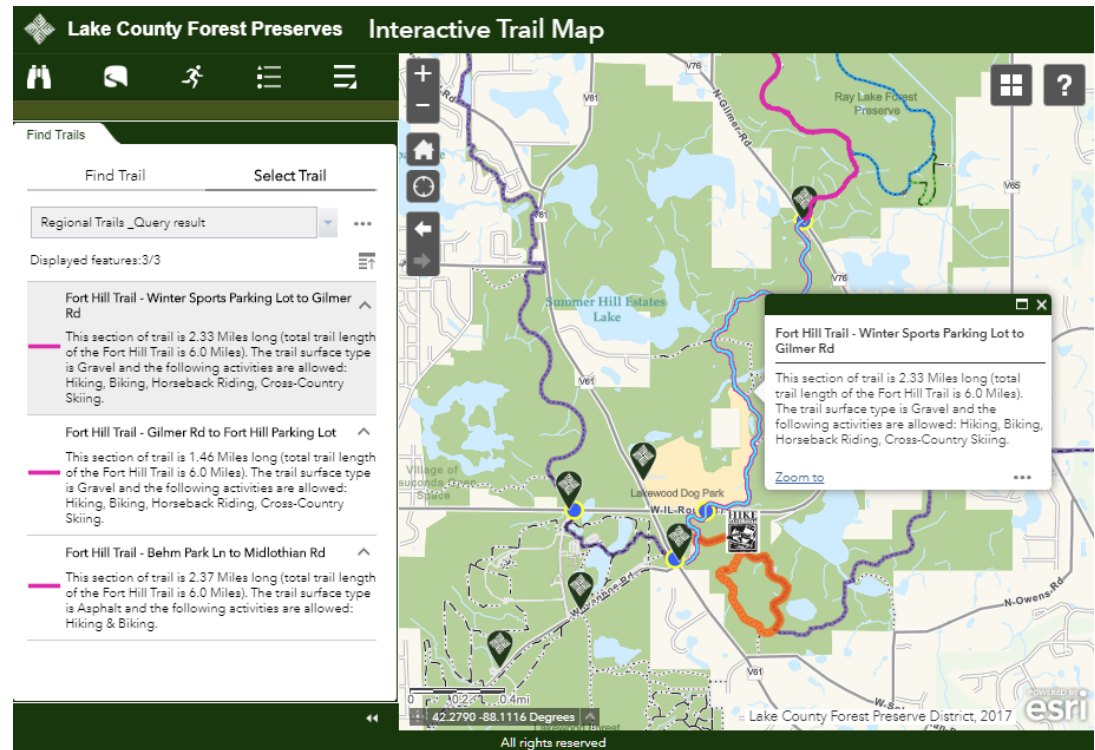 Lake County Forest Preserves Interactive Trail Map
Find Trails
Find Trail Select Trail
Regional Trails _Query result
Displayed features:3/3
Fort Hill Trail - Winter Sports Parking Lot to Gilmer
Rd
This section of trail is 2.33 Miles long (total trail length
of the Fort Hill Trail is 6.0 Miles). The trail surface type
is Gravel and the following activities are allowed:
Hiking, Biking, Horseback Riding, Cross-Country
Skiing.
Fort Hill Trail - Gilmer Rd to Fort Hill Parking Lot
This section of trail is 1.46 Miles long (total trail length
of the Fort Hill Trail is 6.0 Miles). The trail surface type
is Gravel and the following activities are allowed:
Hiking, Biking, Horseback Riding, Cross-Country
Skiing.
Fort Hill Trail - Behm Park Ln to Midlothian Rd
This section of trail is 2.37 Miles long (total trail length
of the Fort Hill Trail is 6.0 Miles). The trail surface type
is Asphalt and the following activities are allowed:
Hiking & Biking.
+
-
?
V76
V61
N-Gilmer-Rd
Ray Lake Forest
Preserve
V65
V61
V76
Summer Hill Estates
Lake
V61
Fort Hill Trail - Winter Sports Parking Lot to
Gilmer Rd
This section of trail is 2.33 Miles long (total
trail length of the Fort Hill Trail is 6.0 Miles).
The trail surface type is Gravel and the
following activities are allowed: Hiking, Biking,
Horseback Riding, Cross-Country Skiing.
Zoom to
Village of
Space
Lakewood Dog Park
HIKE
N-Owens-Rd
V61
0 0.2 0.4mi
42.2790 -88.1116 Degrees
Lake County Forest Preserve District, 2017
POWERED BY
esri
All rights reserved